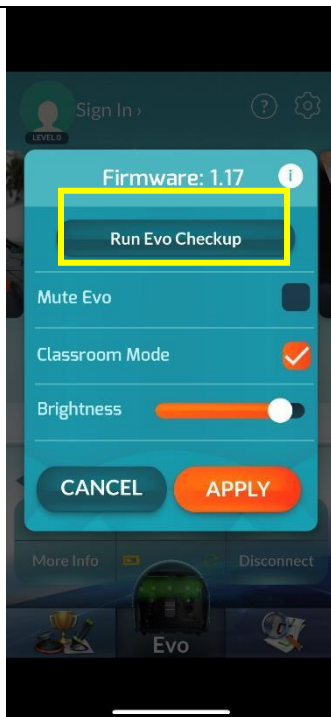 Sign In ›
?
LEVEL 0
Firmware: 1.17
i
Run Evo Checkup
Mute Evo
Classroom Mode
Brightness
CANCEL
APPLY
More Info
Disconnect
Evo